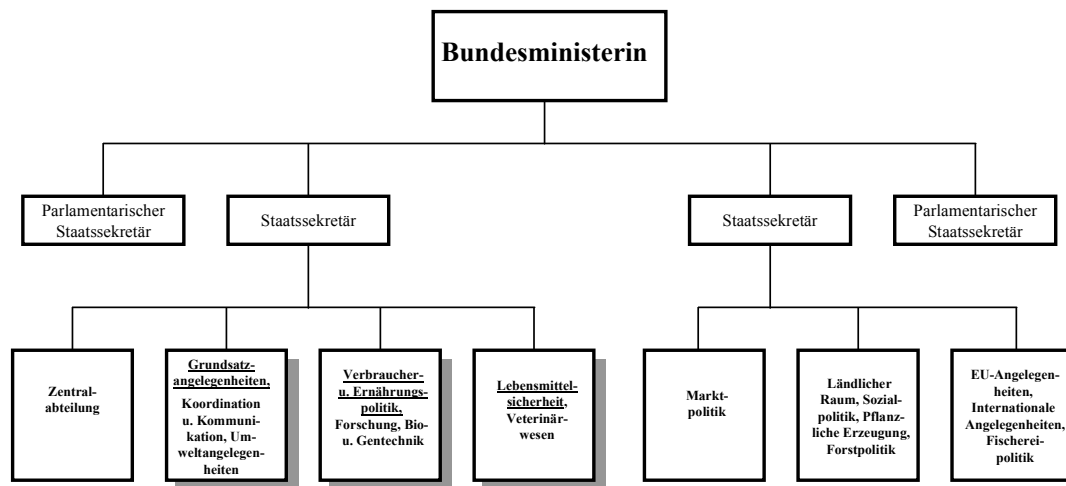 Bundesministerin
Parlamentarischer
Staatssekretär
Staatssekretär
Staatssekretär
Parlamentarischer
Staatssekretär
Zentral-
abteilung
Grundsatz-
angelegenheiten,
Koordination
u. Kommuni-
kation, Um-
weltangelegen-
heiten
Verbraucher-
u. Ernährungs-
politik,
Forschung, Bio-
u. Gentechnik
Lebensmittel-
sicherheit,
Veterinär-
wesen
Markt-
politik
Ländlicher
Raum, Sozial-
politik, Pflanz-
liche Erzeugung,
Forstpolitik
EU-Angelegen-
heiten,
Internationale
Angelegenheiten,
Fischerei-
politik